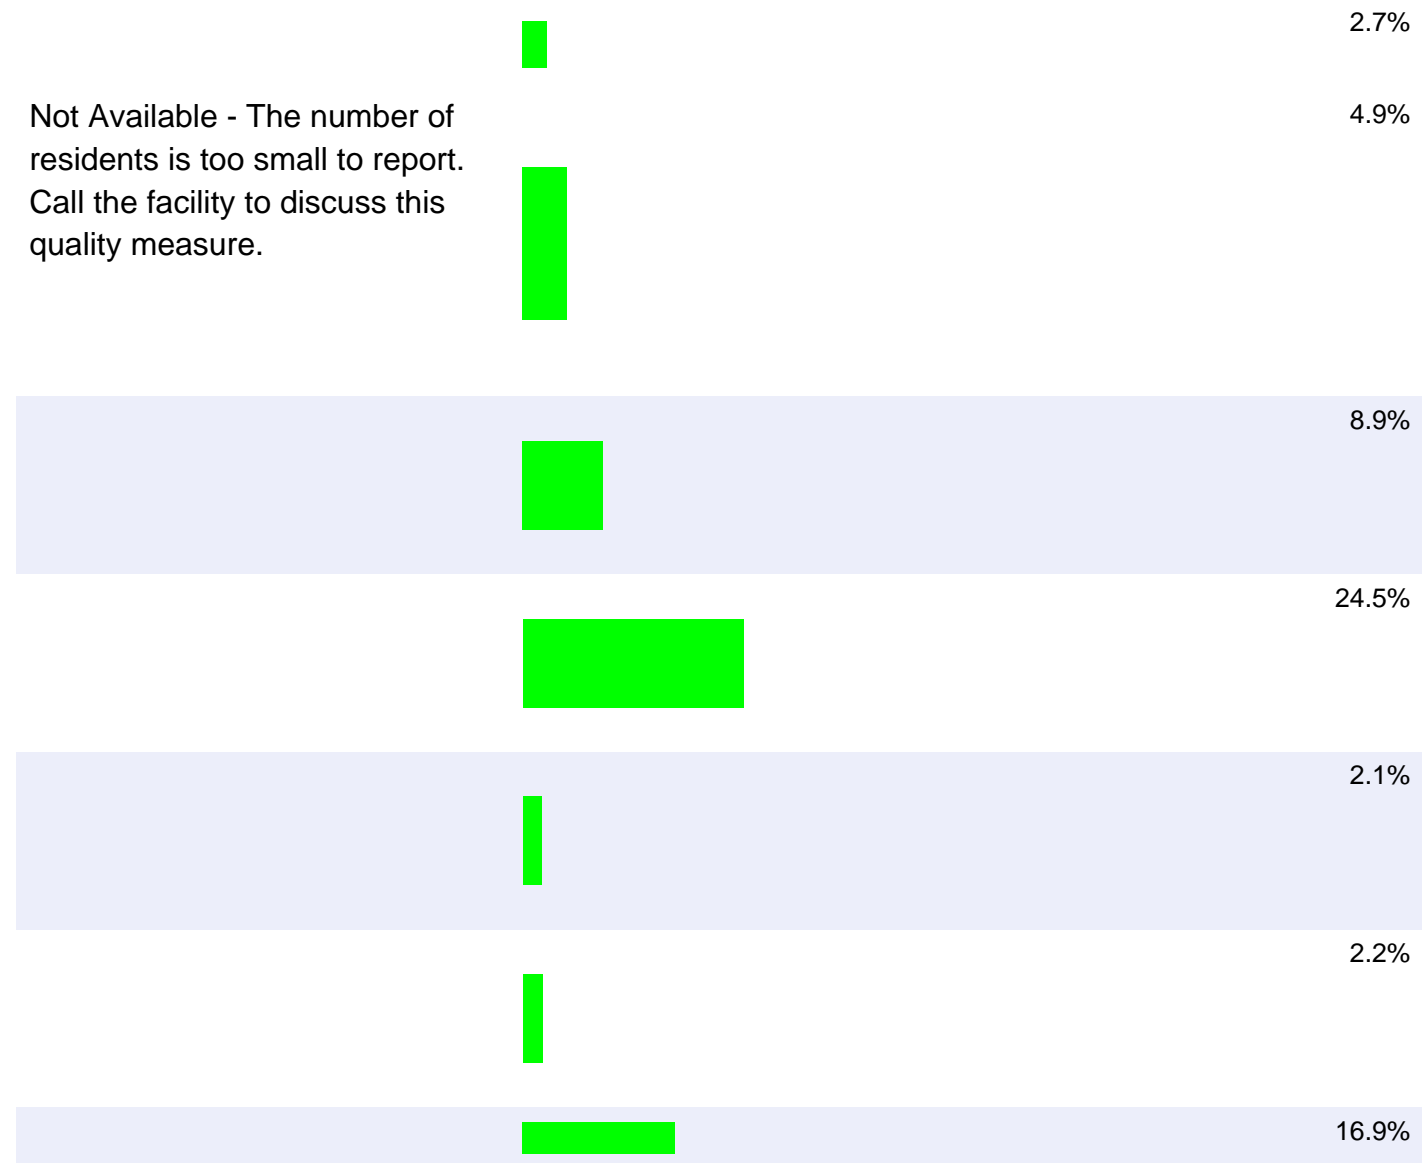 2.7%
Not Available - The number of
4.9%
residents is too small to report.
Call the facility to discuss this
quality measure.
8.9%
24.5%
2.1%
2.2%
16.9%